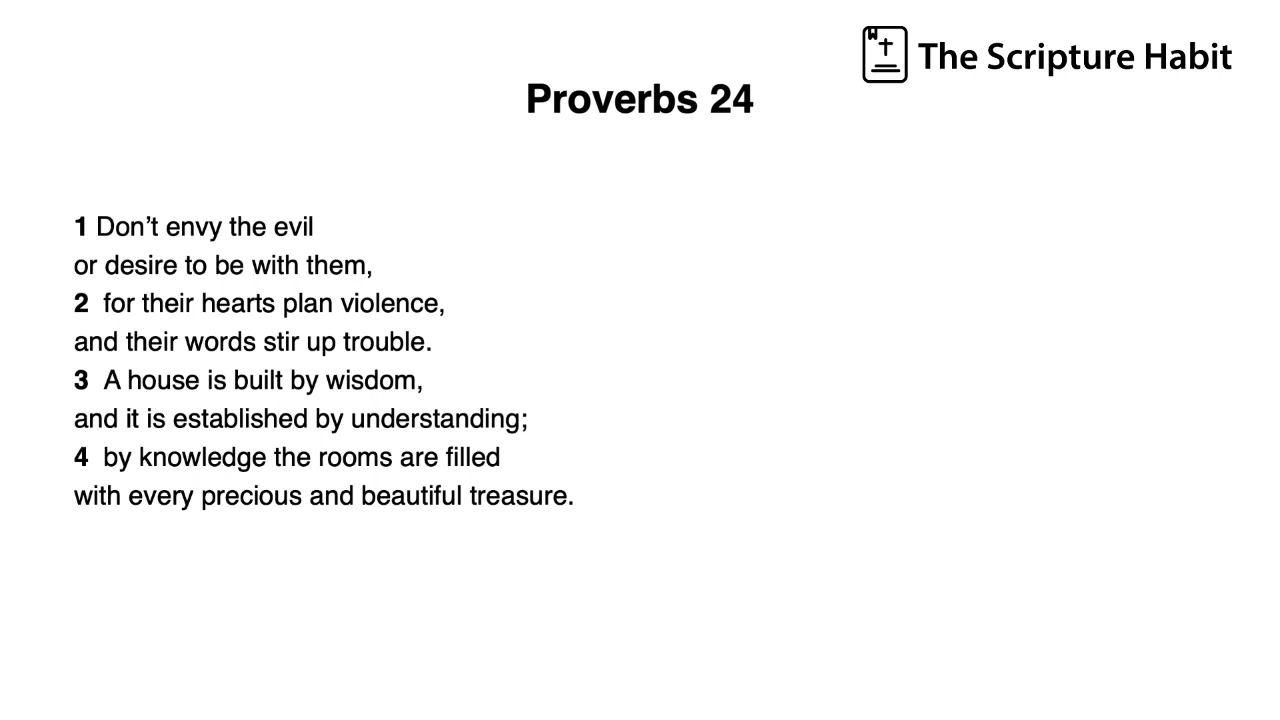 The Scripture Habit
Proverbs 24
1 Don’t envy the evil
or desire to be with them,
2 for their hearts plan violence,
and their words stir up trouble.
3 A house is built by wisdom,
and it is established by understanding;
4 by knowledge the rooms are filled
with every precious and beautiful treasure.